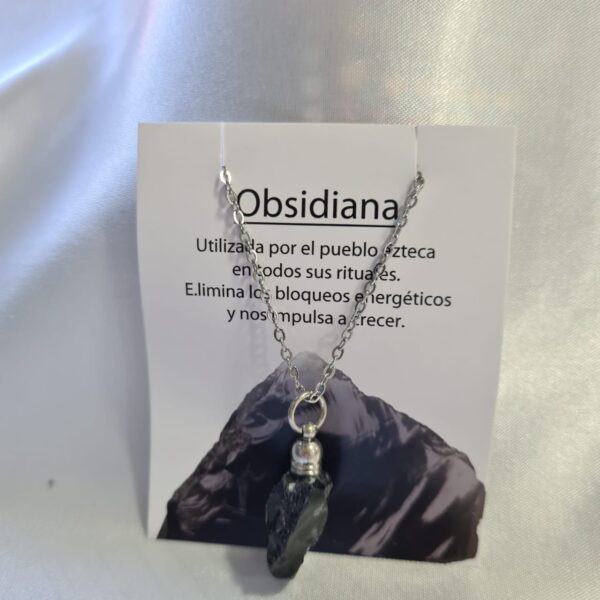 Obsidiana
Utilizada por el pueblo azteca
en todos sus rituales.
E.limina los bloqueos energéticos
y nos impulsa a crecer.